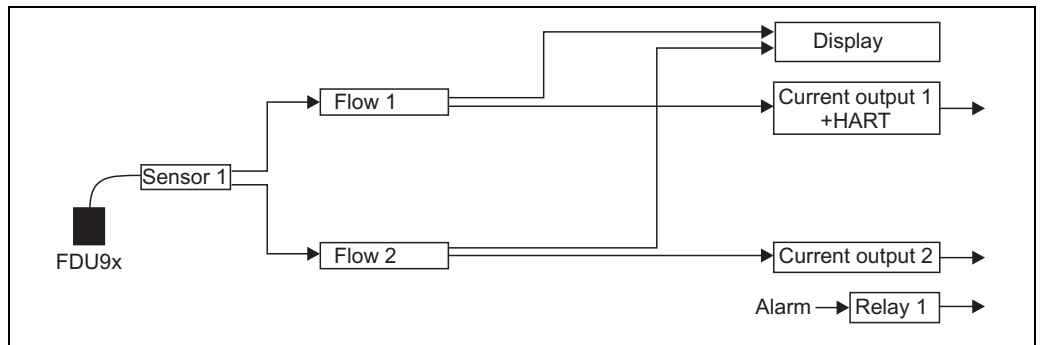 Display
Flow 1
Current output 1
+HART
Sensor 1
FDU9x
Flow 2
Current output 2
Alarm
Relay 1